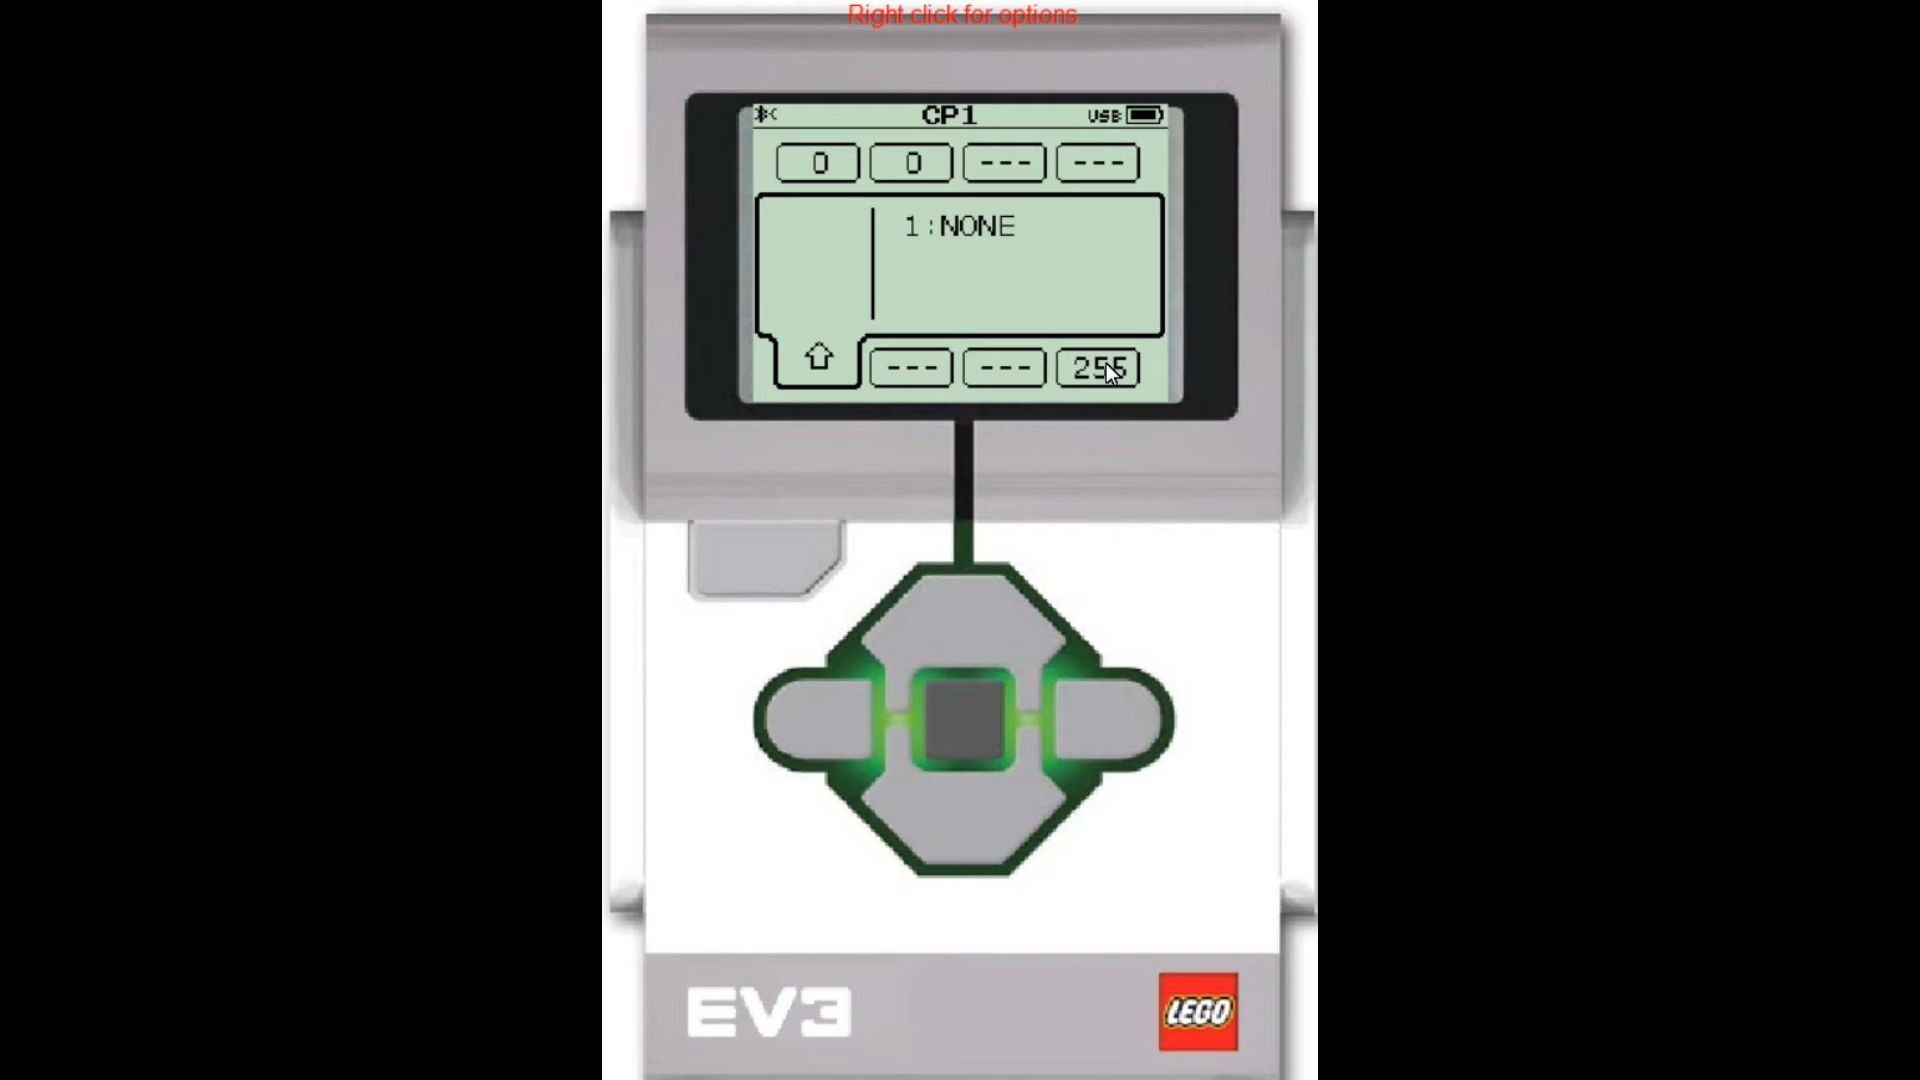 Right click for options
CP1
USB
0 0 --- ---
1:NONE
--- --- 255
EV3
LEGO